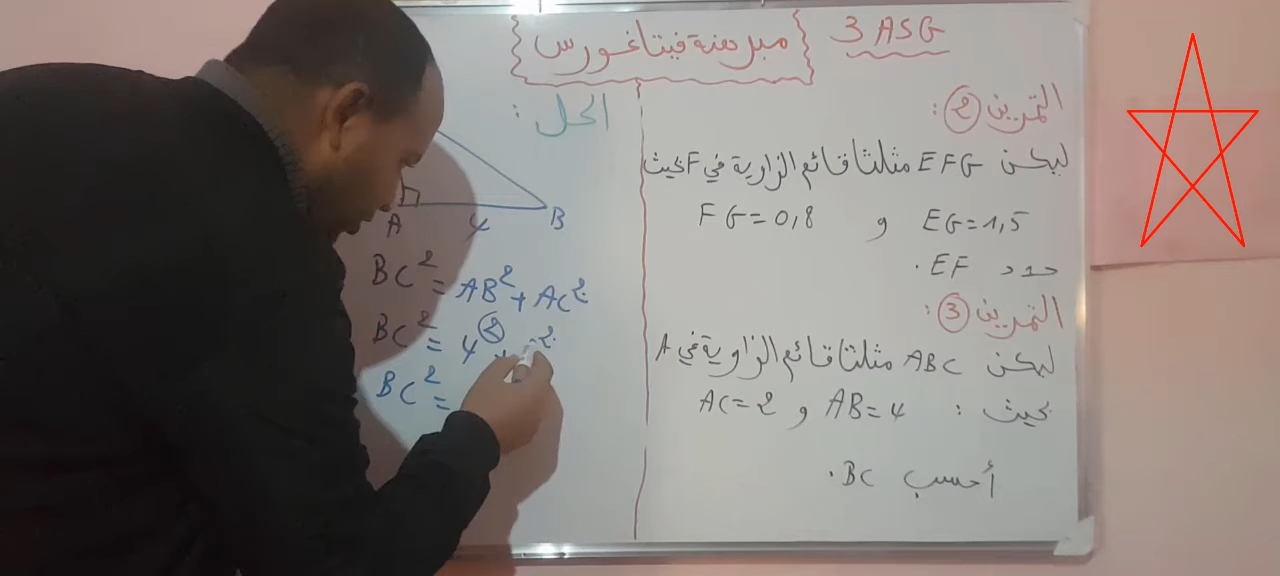 3 ASG مبرهنة فيتاغورس
التمرين 2 :
ليكن EFG مثلثا قائم الزاوية في F بحيث
EG=1,5 و FG=0,8
حدد EF .
التمرين 3 :
ليكن ABC مثلثا قائم الزاوية في A
بحيث : AB=4 و AC=2
أحسب BC .
الحل :
A 4 B
BC² = AB² + AC²
BC² = 4² + 2
BC² =